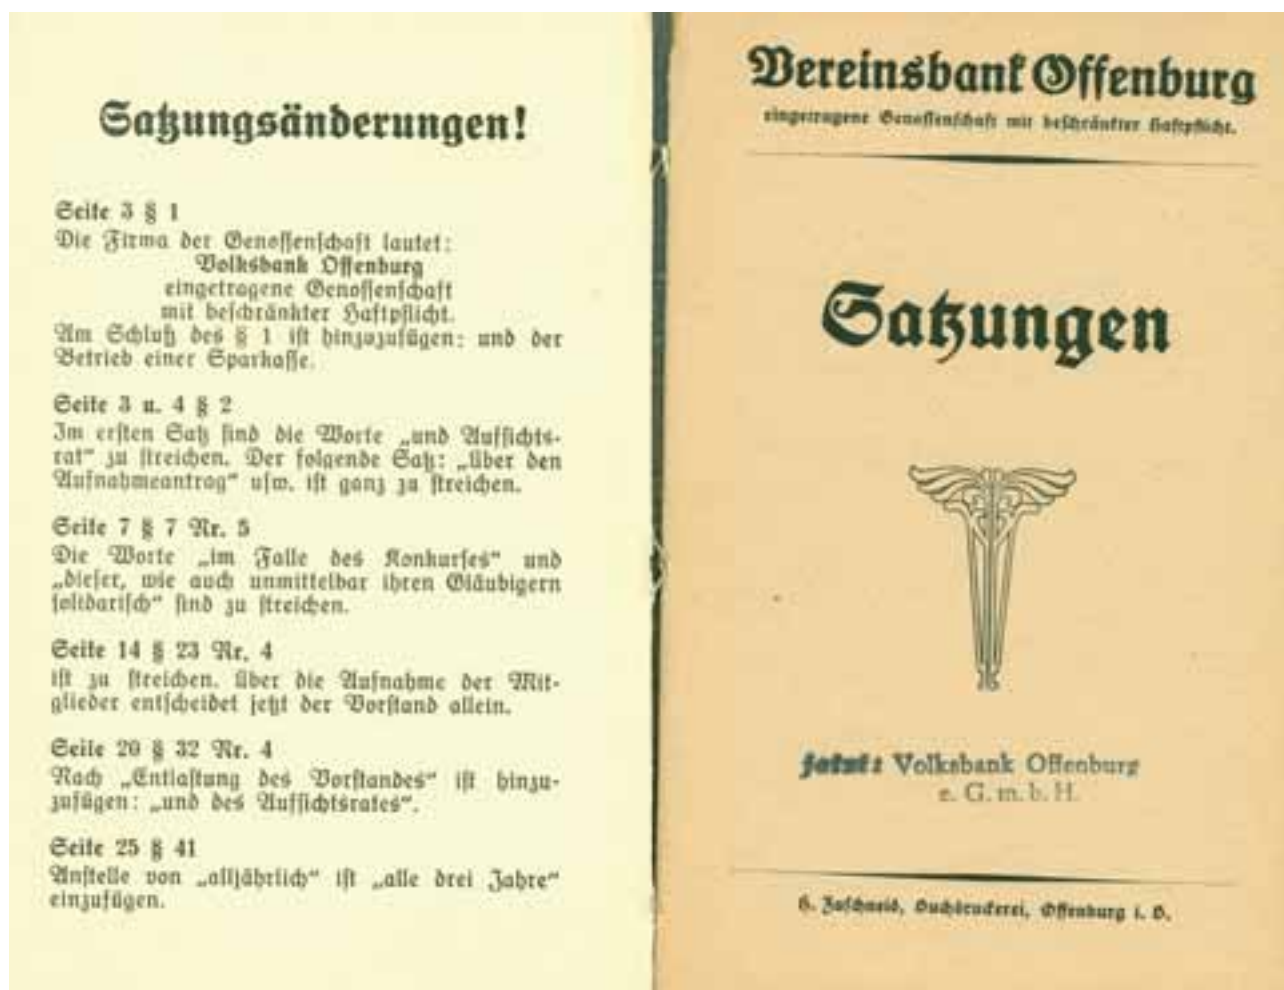 Satzungsänderungen!
Seite 3 § 1
Die Firma der Genossenschaft lautet:
Volksbank Offenburg
eingetragene Genossenschaft
mit beschränkter Haftpflicht.
Am Schluß des § 1 ist hinzuzufügen: und der
Betrieb einer Sparkasse.
Seite 3 u. 4 § 2
Im ersten Satz sind die Worte „und Aufsichts-
rat“ zu streichen. Der folgende Satz: „über den
Aufnahmeantrag“ usw. ist ganz zu streichen.
Seite 7 § 7 Nr. 5
Die Worte „im Falle des Konkurses“ und
„dieser, wie auch unmittelbar ihren Gläubigern
solidarisch“ sind zu streichen.
Seite 14 § 23 Nr. 4
ist zu streichen. Über die Aufnahme der Mit-
glieder entscheidet jetzt der Vorstand allein.
Seite 20 § 32 Nr. 4
Nach „Entlastung des Vorstandes“ ist hinzu-
zufügen: „und des Aufsichtsrates“.
Seite 25 § 41
Anstelle von „alljährlich“ ist „alle drei Jahre“
einzufügen.
Vereinsbank Offenburg
eingetragene Genossenschaft mit beschränkter Haftpflicht.
Satzungen
Volksbank Offenburg
e. G. m. b. H.
Zuschneid, Buchdruckerei, Offenburg i. B.